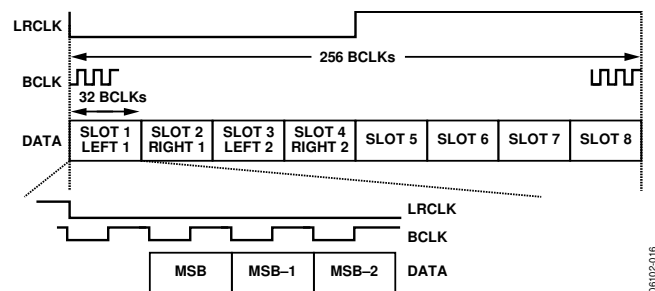 LRCLK
256 BCLKs
BCLK
32 BCLKs
DATA
SLOT 1
LEFT 1
SLOT 2
RIGHT 1
SLOT 3
LEFT 2
SLOT 4
RIGHT 2
SLOT 5
SLOT 6
SLOT 7
SLOT 8
LRCLK
BCLK
MSB
MSB–1
MSB–2
DATA
06102-016